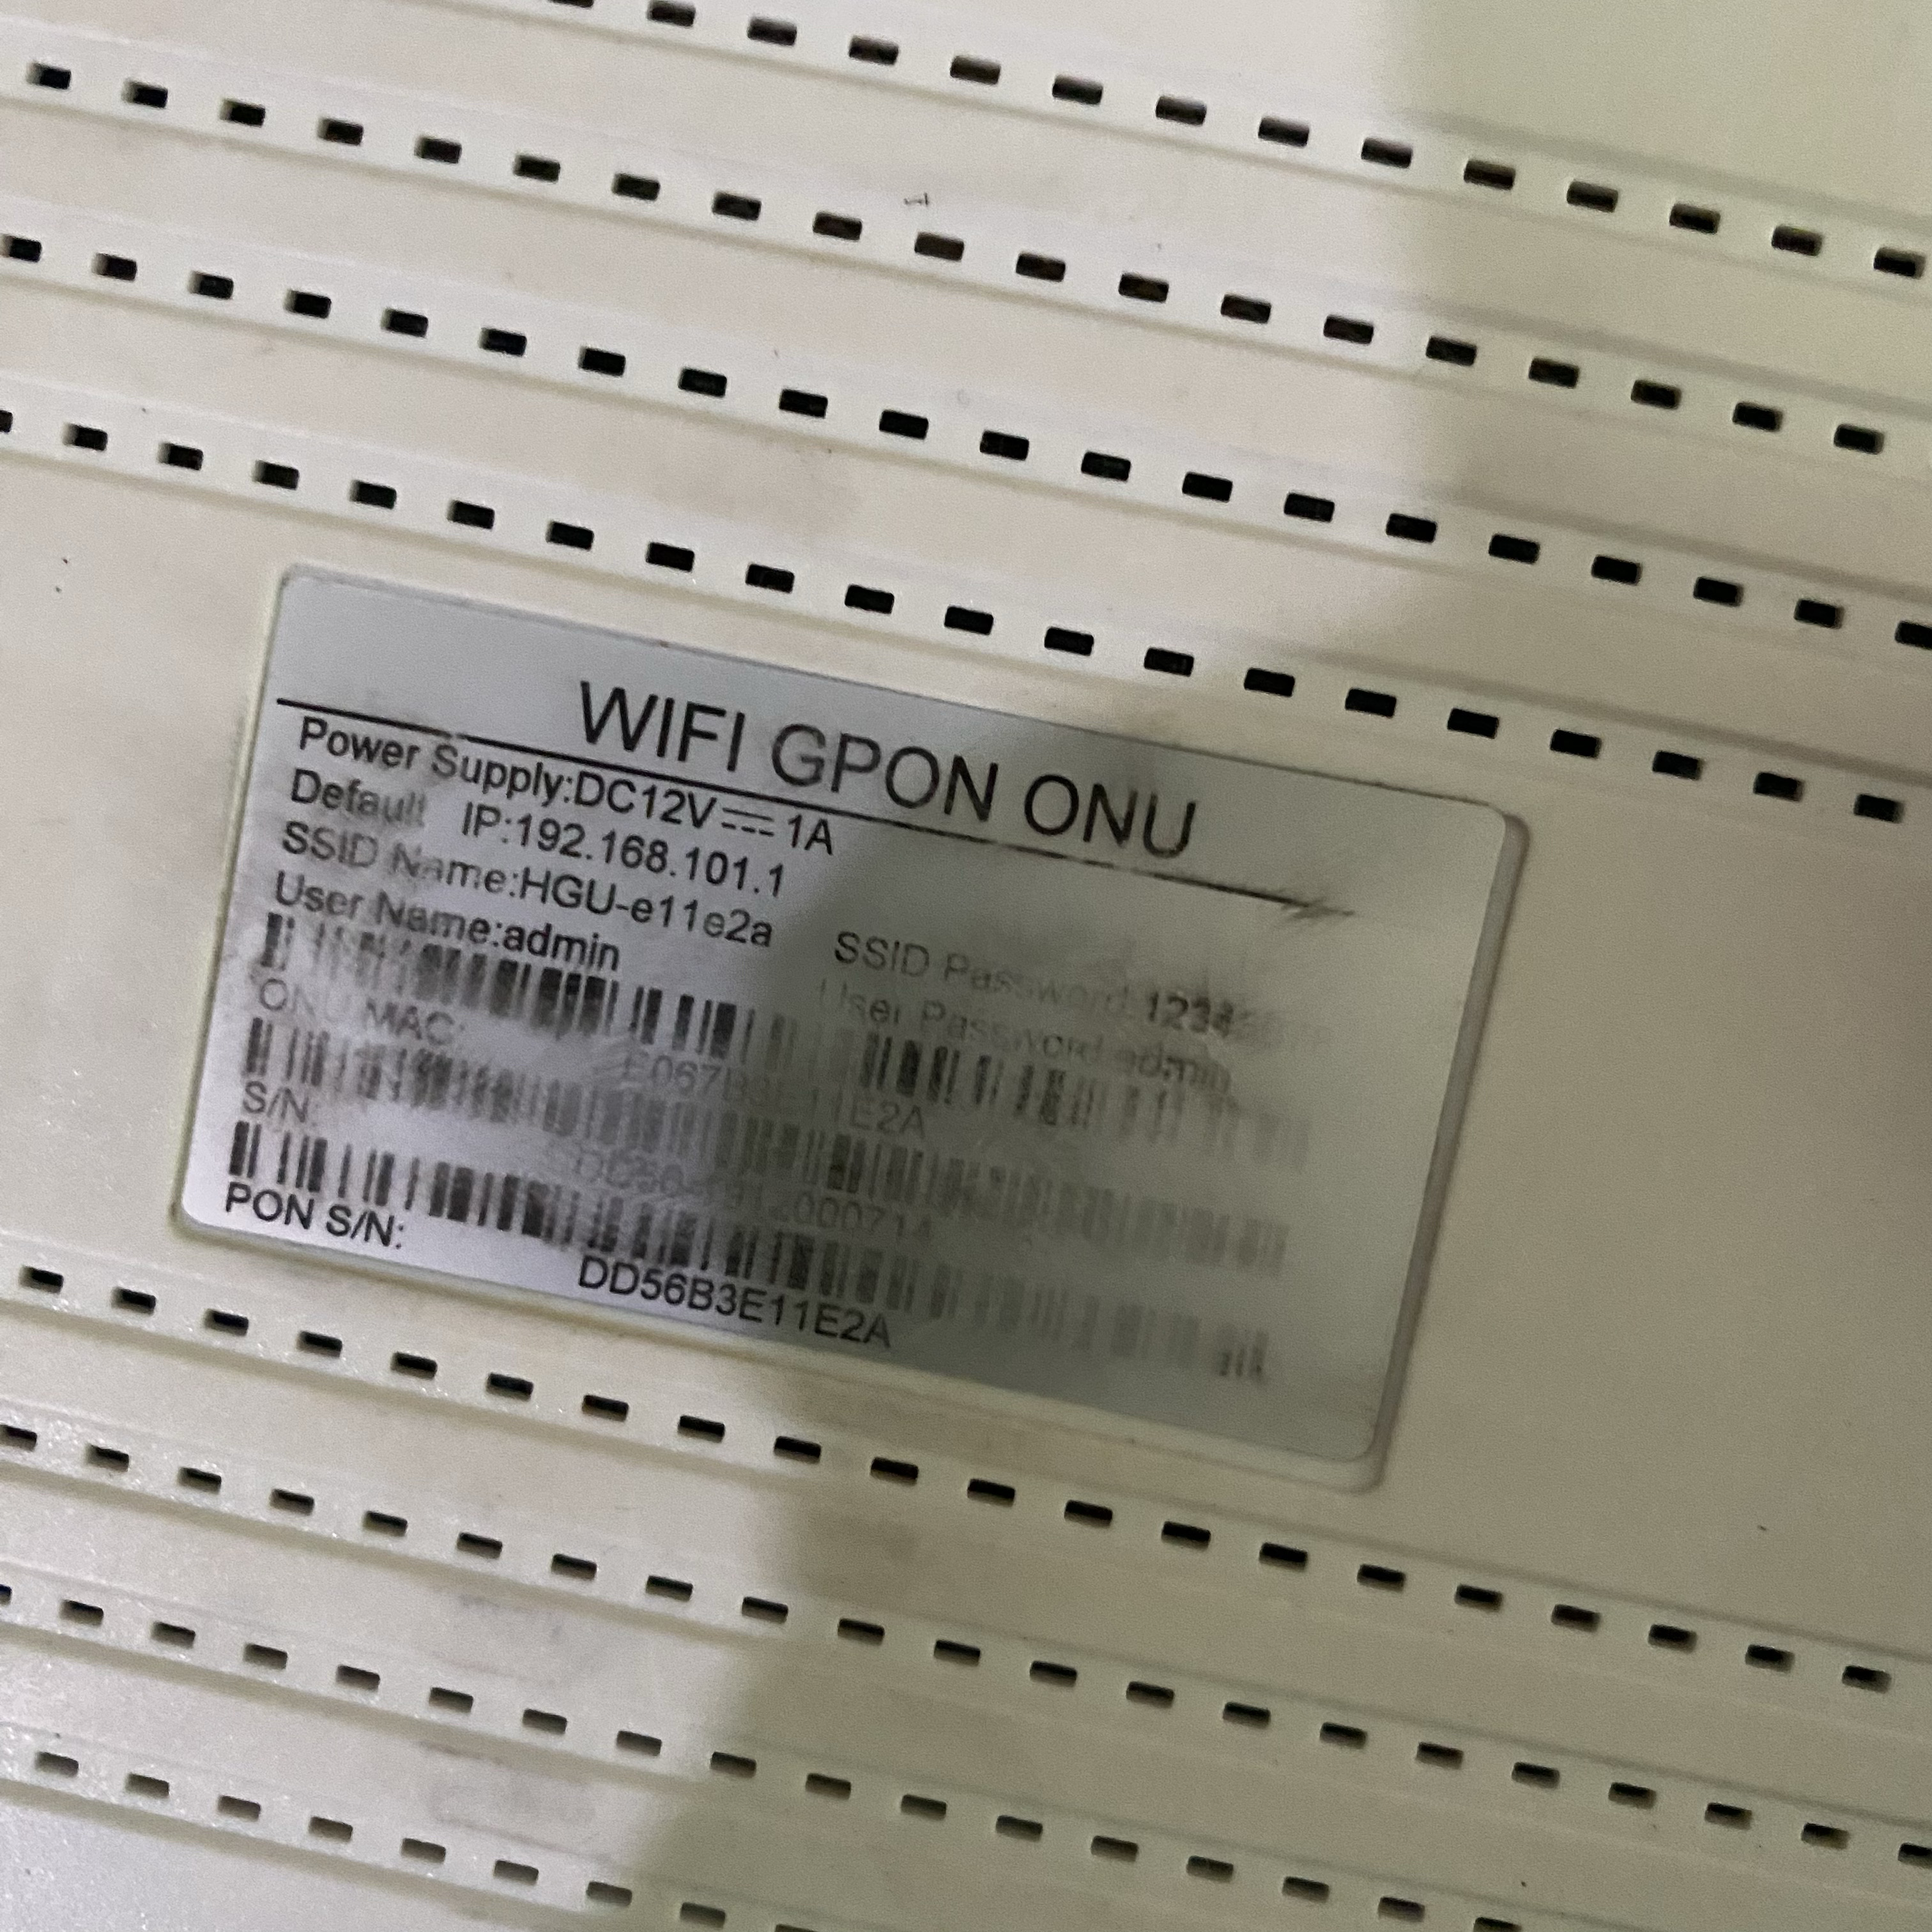 WIFI GPON ONU
Power Supply:DC12V⎓1A
Default IP:192.168.101.1
SSID Name:HGU-e11e2a SSID Password
User Name:admin User Password:admin
ONU MAC:
E067B3E11E2A
S/N:
PON S/N:
DD56B3E11E2A